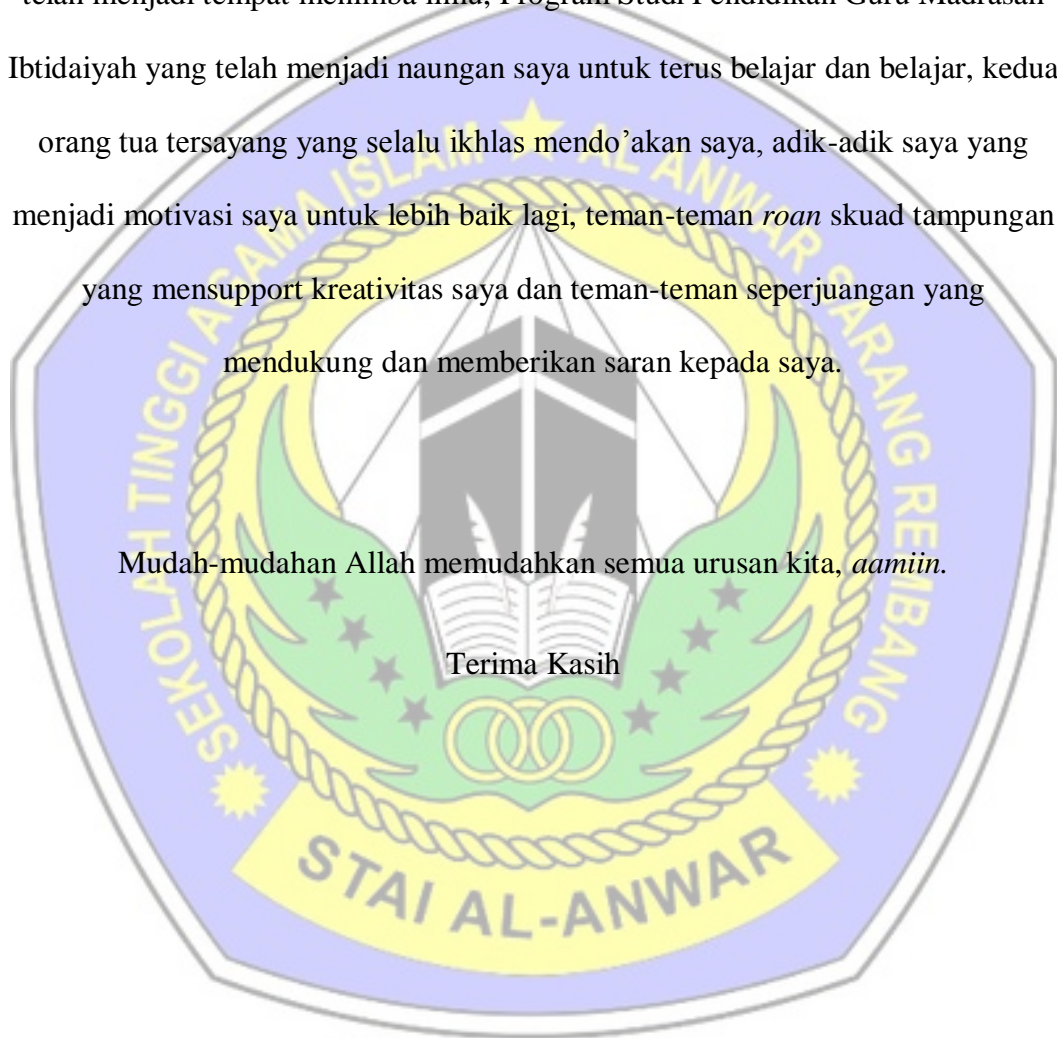 telah menjadi tempat menimba ilmu, Program Studi Pendidikan Guru Madrasah
Ibtidaiyah yang telah menjadi naungan saya untuk terus belajar dan belajar, kedua
orang tua tersayang yang selalu ikhlas mendo’akan saya, adik-adik saya yang
menjadi motivasi saya untuk lebih baik lagi, teman-teman roan skuad tampungan
yang mensupport kreativitas saya dan teman-teman seperjuangan yang
mendukung dan memberikan saran kepada saya.
Mudah-mudahan Allah memudahkan semua urusan kita, aamiin.
Terima Kasih
SEKOLAH TINGGI AGAMA ISLAM ★ AL ANWAR SARANG REMBANG
STAI AL-ANWAR